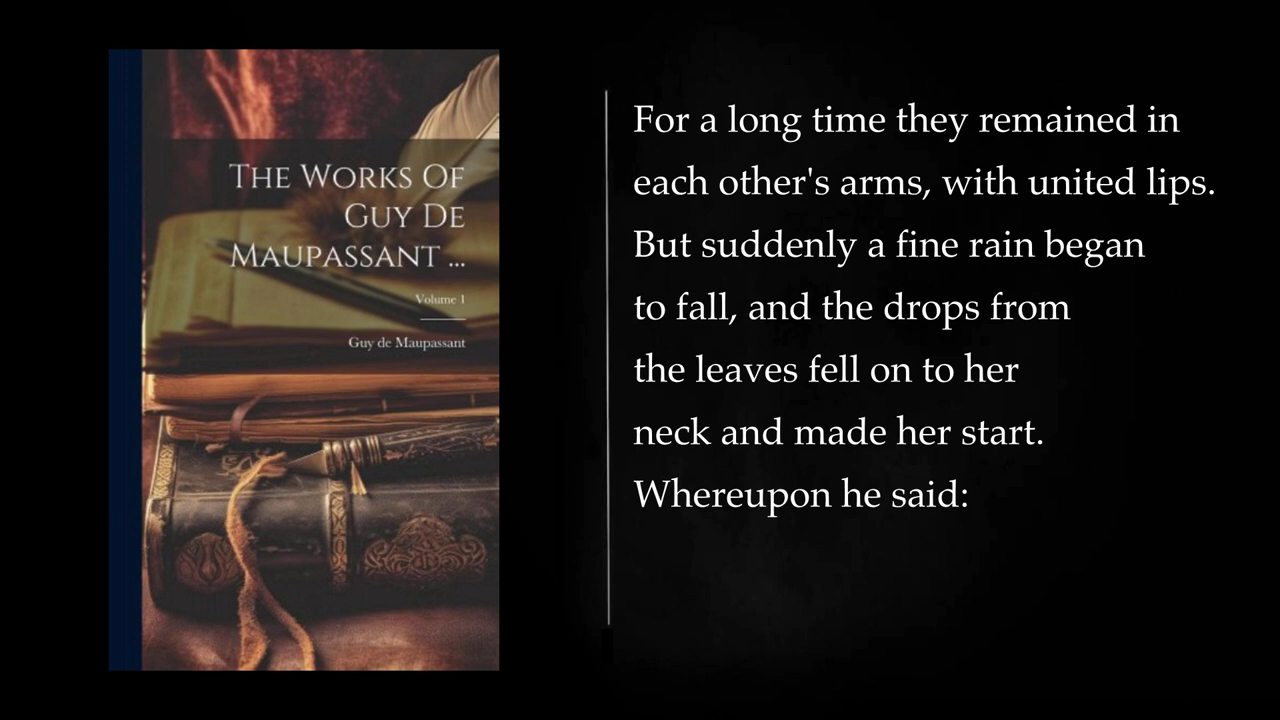 The Works Of
Guy De
Maupassant ...
Volume 1
Guy de Maupassant
For a long time they remained in
each other's arms, with united lips.
But suddenly a fine rain began
to fall, and the drops from
the leaves fell on to her
neck and made her start.
Whereupon he said: